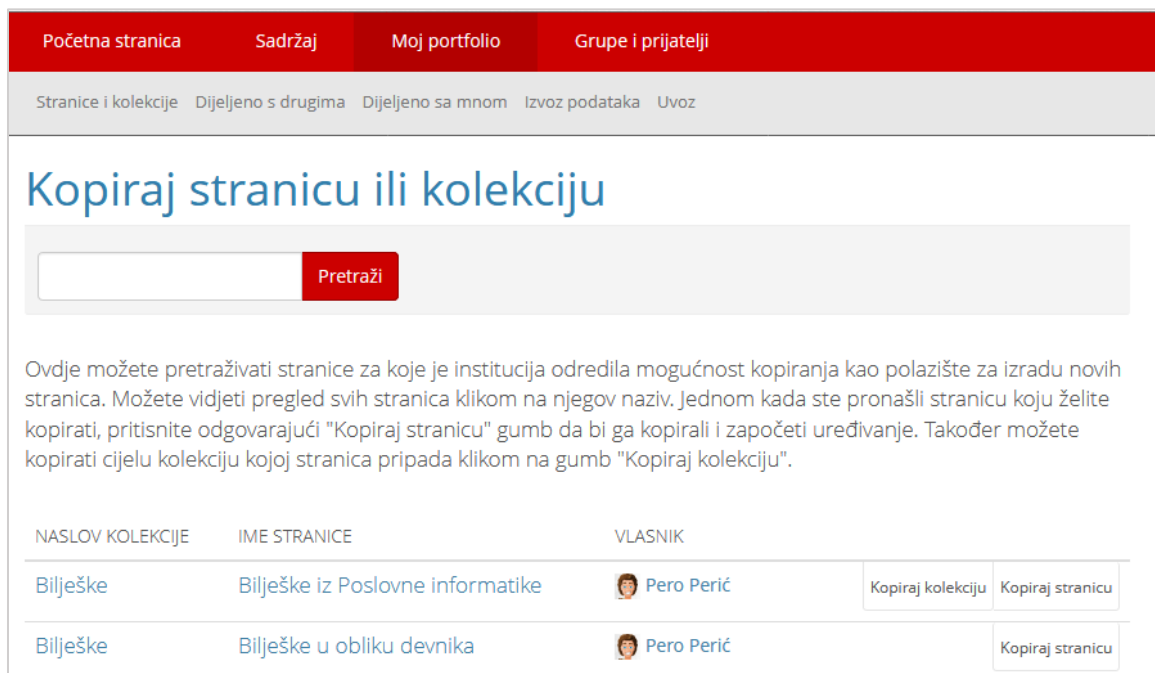 Početna stranica Sadržaj Moj portfolio Grupe i prijatelji
Stranice i kolekcije Dijeljeno s drugima Dijeljeno sa mnom Izvoz podataka Uvoz
Kopiraj stranicu ili kolekciju
Pretraži
Ovdje možete pretraživati stranice za koje je institucija odredila mogućnost kopiranja kao polazište za izradu novih
stranica. Možete vidjeti pregled svih stranica klikom na njegov naziv. Jednom kada ste pronašli stranicu koju želite
kopirati, pritisnite odgovarajući "Kopiraj stranicu" gumb da bi ga kopirali i započeti uređivanje. Također možete
kopirati cijelu kolekciju kojoj stranica pripada klikom na gumb "Kopiraj kolekciju".
NASLOV KOLEKCIJE IME STRANICE VLASNIK
Bilješke Bilješke iz Poslovne informatike Pero Perić Kopiraj kolekciju Kopiraj stranicu
Bilješke Bilješke u obliku devnika Pero Perić Kopiraj stranicu